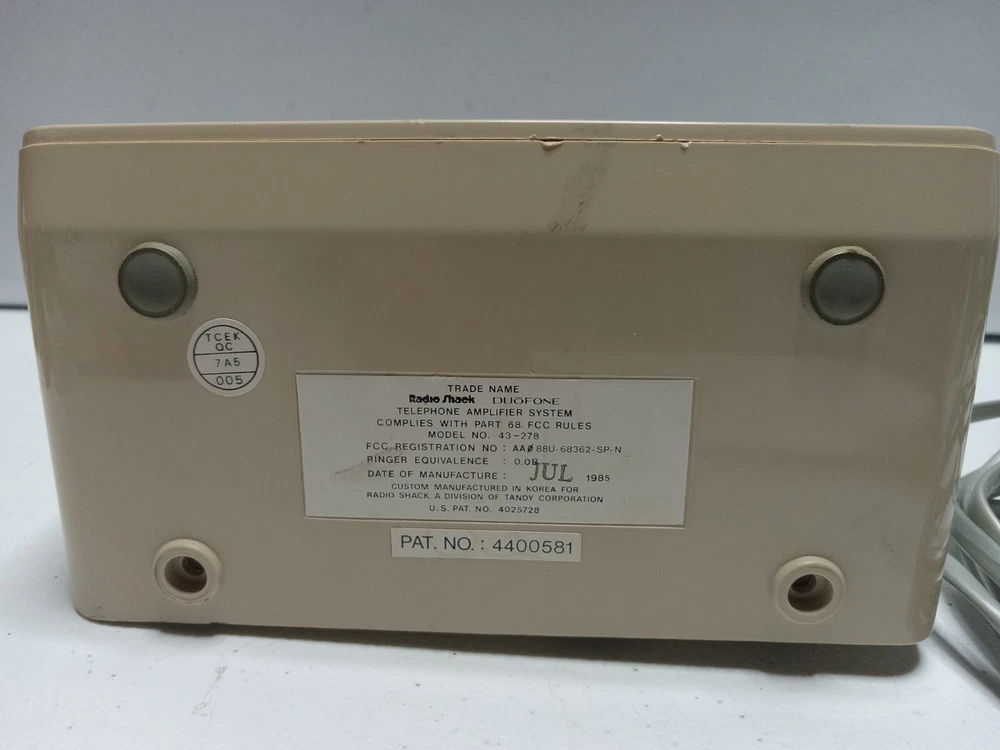 TCEK
QC
7A5
005
TRADE NAME
Radio Shack DUŌFONE
TELEPHONE AMPLIFIER SYSTEM
COMPLIES WITH PART 68, FCC RULES
MODEL NO. 43-278
FCC REGISTRATION NO : AAØ88U-68362-SP-N
RINGER EQUIVALENCE : 0.0B
DATE OF MANUFACTURE : JUL 1985
CUSTOM MANUFACTURED IN KOREA FOR
RADIO SHACK, A DIVISION OF TANDY CORPORATION
U.S. PAT. NO. 4025728
PAT. NO. : 4400581